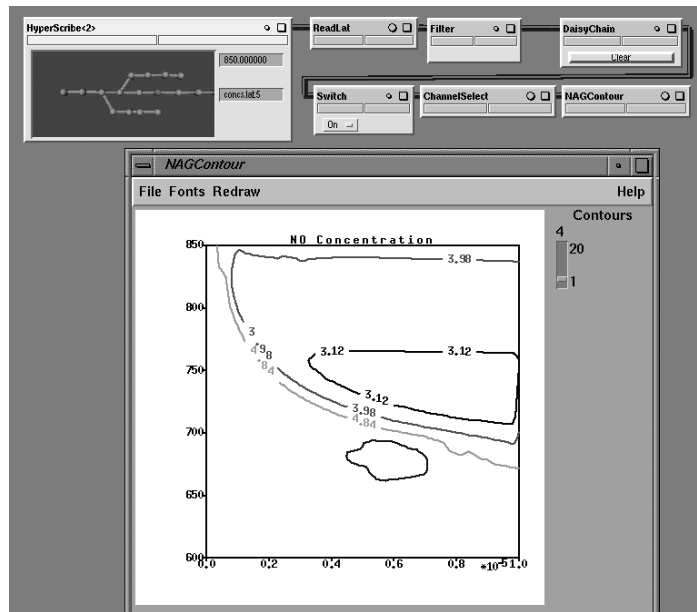 HyperScribe<2>
850.000000
concs.lat.5
ReadLat
Filter
DaisyChain
Clear
Switch
On
ChannelSelect
NAGContour
NAGContour
File Fonts Redraw
Help
Contours
4
20
1
NO Concentration
850
800
750
700
650
600
0.0
0.2
0.4
0.6
0.8
*10-5
1.0
3.98
3.12
3.12
3.98
4.84
3.12
3.98
4.84